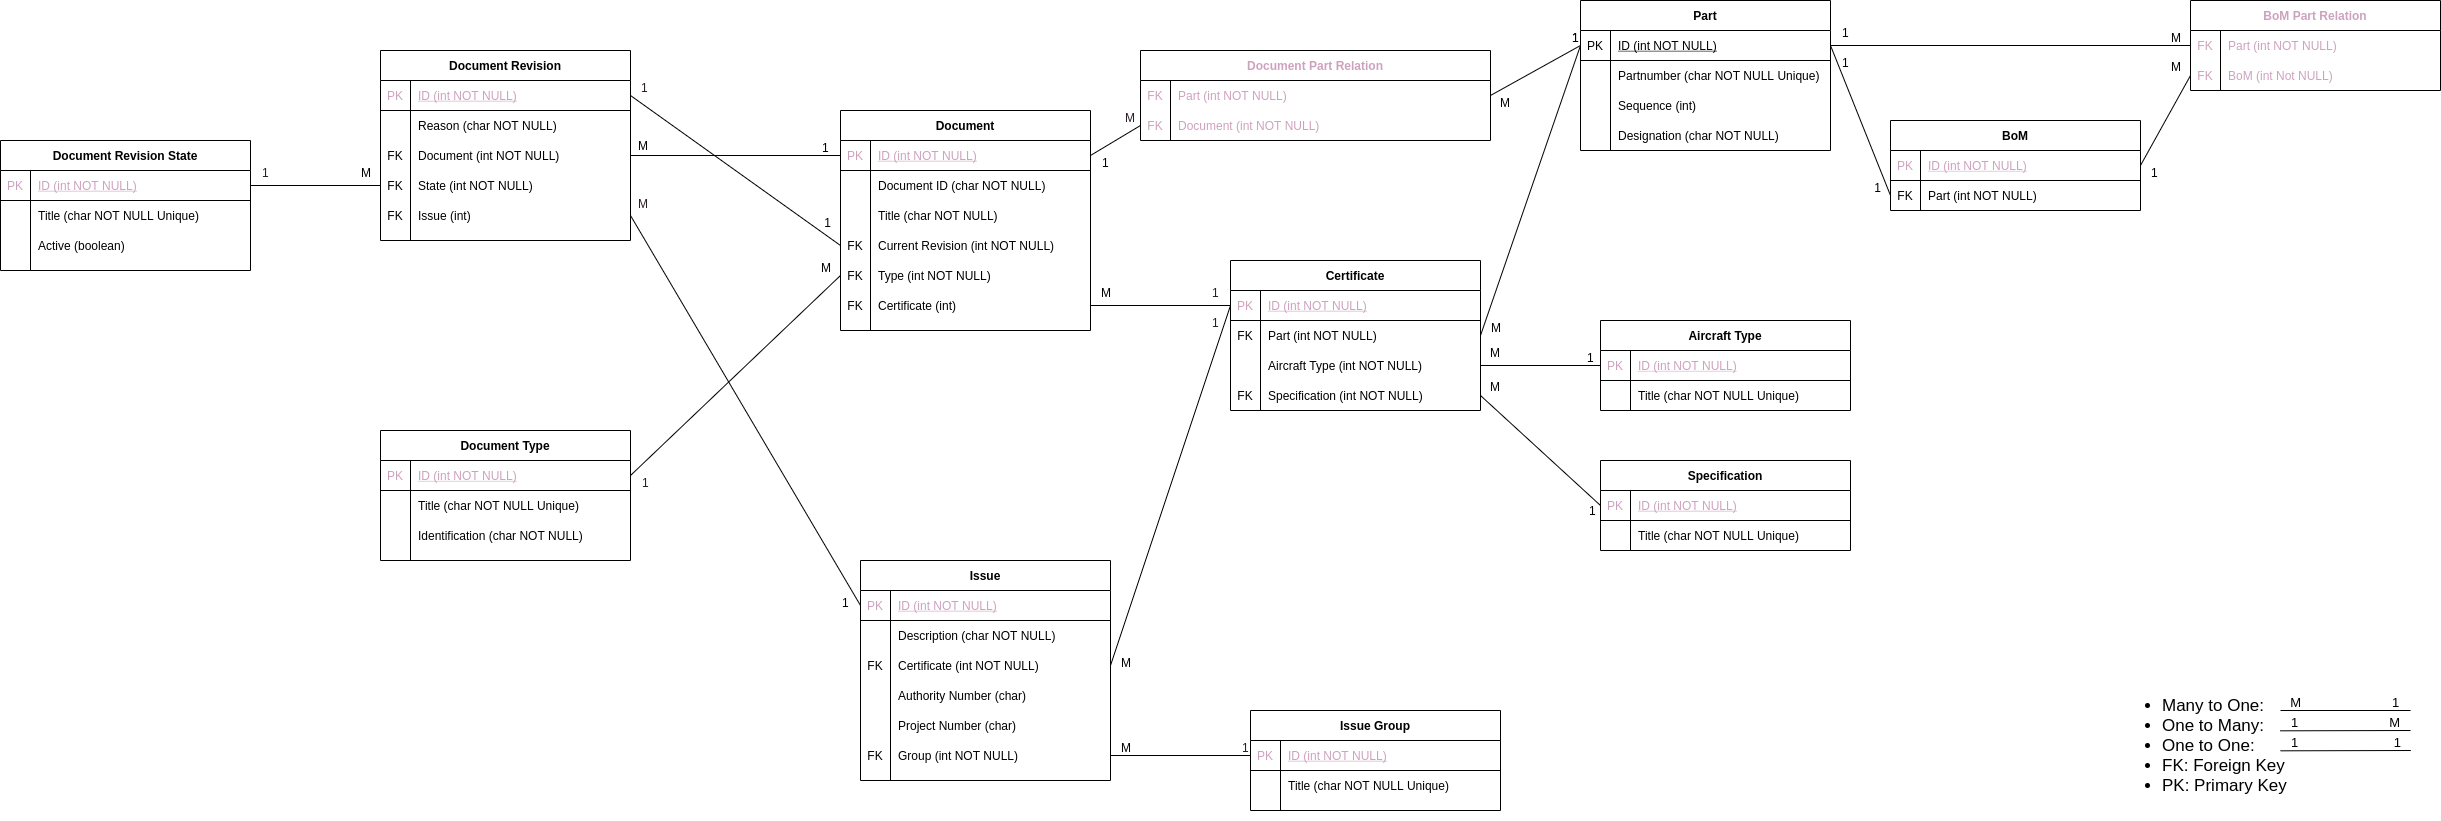 Document Revision State
PK ID (int NOT NULL)
Title (char NOT NULL Unique)
Active (boolean)
1 M
Document Revision
PK ID (int NOT NULL)
Reason (char NOT NULL)
FK Document (int NOT NULL)
FK State (int NOT NULL)
FK Issue (int)
1
M 1
M
1
M
Document Type
PK ID (int NOT NULL)
Title (char NOT NULL Unique)
Identification (char NOT NULL)
1
Document
PK ID (int NOT NULL)
Document ID (char NOT NULL)
Title (char NOT NULL)
FK Current Revision (int NOT NULL)
FK Type (int NOT NULL)
FK Certificate (int)
M
1
M 1
1
Document Part Relation
FK Part (int NOT NULL)
FK Document (int NOT NULL)
1
M
Issue
PK ID (int NOT NULL)
Description (char NOT NULL)
FK Certificate (int NOT NULL)
Authority Number (char)
Project Number (char)
FK Group (int NOT NULL)
1
M
M 1
Issue Group
PK ID (int NOT NULL)
Title (char NOT NULL Unique)
Certificate
PK ID (int NOT NULL)
FK Part (int NOT NULL)
Aircraft Type (int NOT NULL)
FK Specification (int NOT NULL)
M
M 1
M
1
Aircraft Type
PK ID (int NOT NULL)
Title (char NOT NULL Unique)
Specification
PK ID (int NOT NULL)
Title (char NOT NULL Unique)
Part
PK ID (int NOT NULL)
Partnumber (char NOT NULL Unique)
Sequence (int)
Designation (char NOT NULL)
1 M
1 M
1 1
BoM
PK ID (int NOT NULL)
FK Part (int NOT NULL)
BoM Part Relation
FK Part (int NOT NULL)
FK BoM (int Not NULL)
• Many to One: M 1
• One to Many: 1 M
• One to One: 1 1
• FK: Foreign Key
• PK: Primary Key